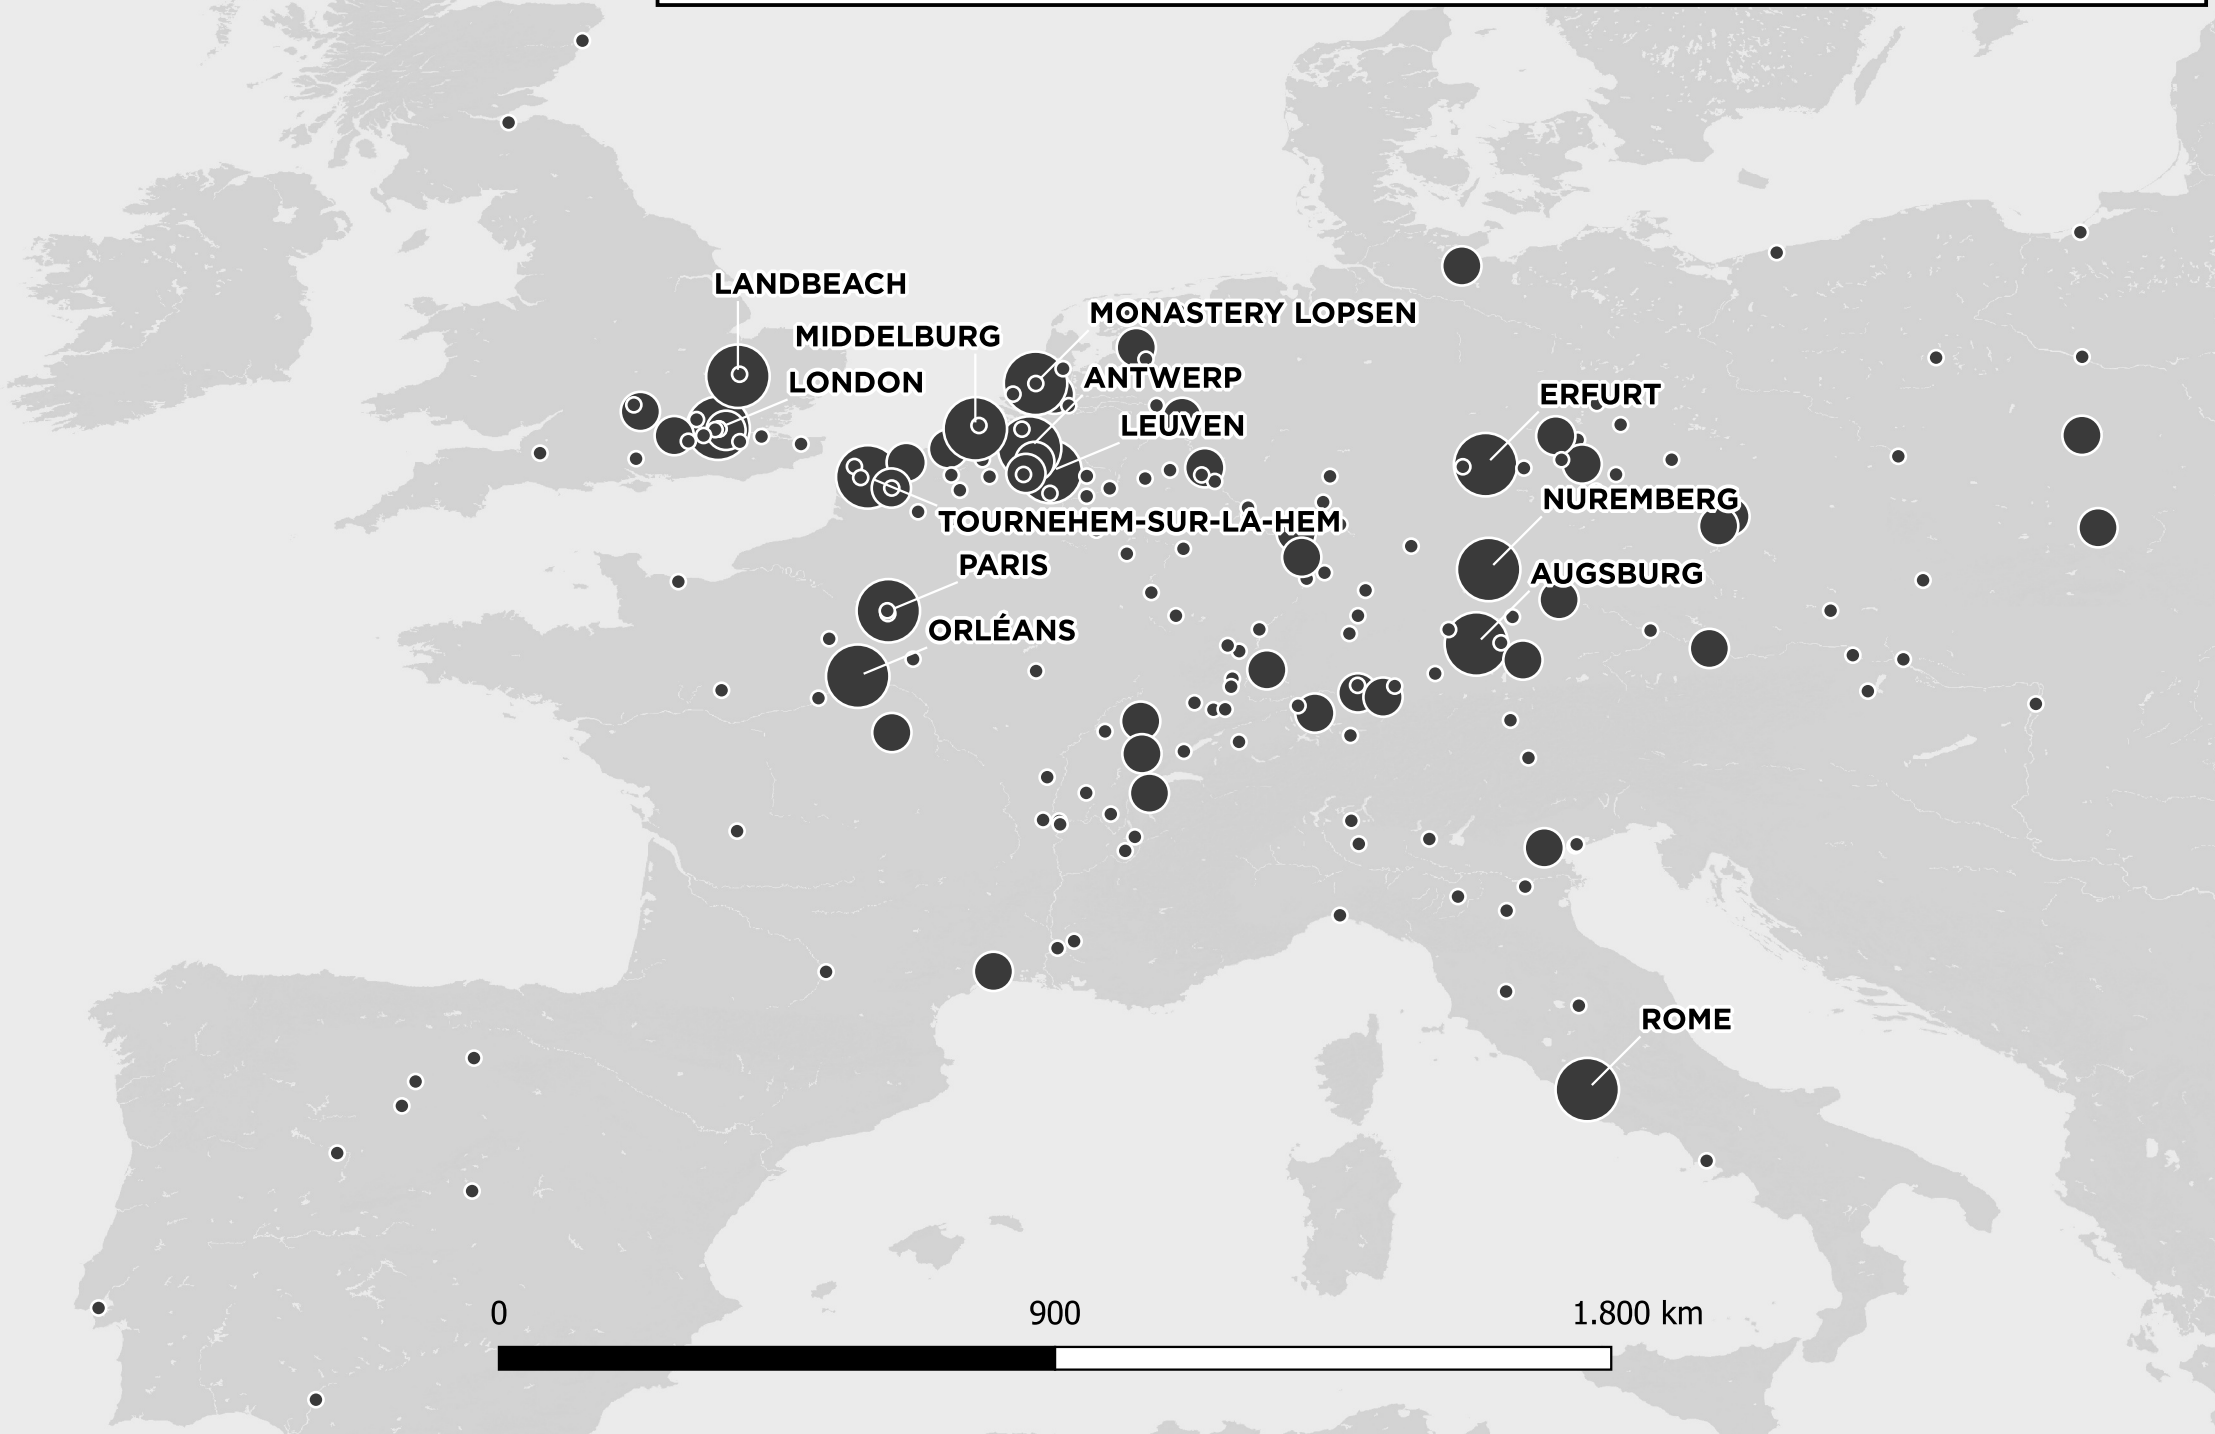 LANDBEACH
MONASTERY LOPSEN
MIDDELBURG
ANTWERP
LONDON
ERFURT
LEUVEN
NUREMBERG
TOURNEHEM-SUR-LA-HEM
PARIS
AUGSBURG
ORLÉANS
ROME
0 900 1.800 km